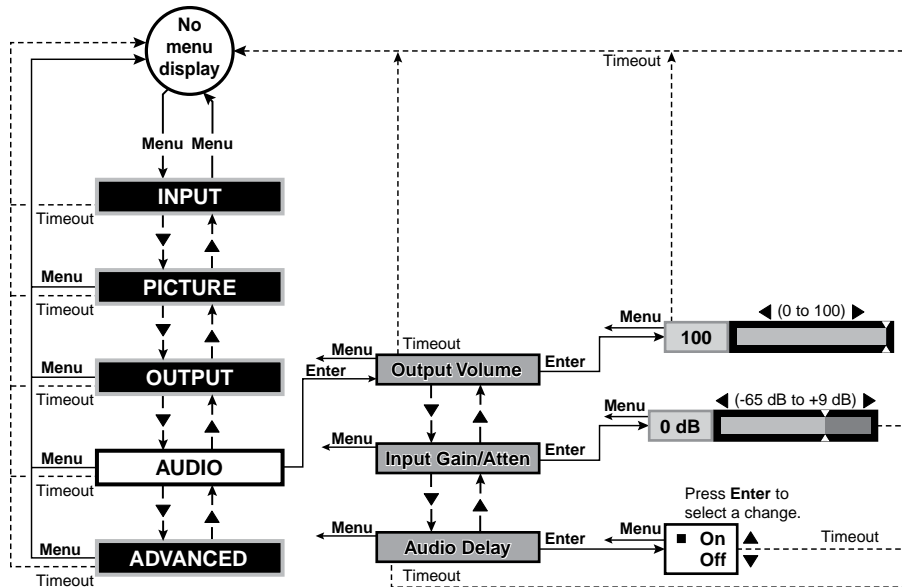 No
menu
display
Timeout
Menu Menu
INPUT
Timeout
Menu
PICTURE
Timeout
Menu
OUTPUT
Timeout
Menu
AUDIO
Timeout
Menu
ADVANCED
Timeout
Menu
Enter
Timeout
Output Volume
Enter
Menu
100
(0 to 100)
Menu
Input Gain/Atten
Enter
Menu
0 dB
(-65 dB to +9 dB)
Menu
Audio Delay
Timeout
Enter
Menu
Press Enter to
select a change.
On
Off
Timeout